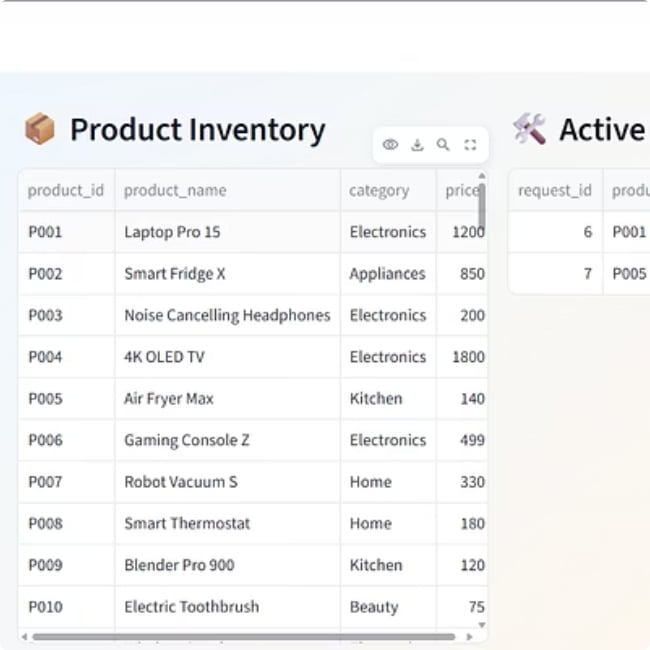 Product Inventory
product_id product_name category price
P001 Laptop Pro 15 Electronics 1200
P002 Smart Fridge X Appliances 850
P003 Noise Cancelling Headphones Electronics 200
P004 4K OLED TV Electronics 1800
P005 Air Fryer Max Kitchen 140
P006 Gaming Console Z Electronics 499
P007 Robot Vacuum S Home 330
P008 Smart Thermostat Home 180
P009 Blender Pro 900 Kitchen 120
P010 Electric Toothbrush Beauty 75
Active
request_id produ
6 P001
7 P005